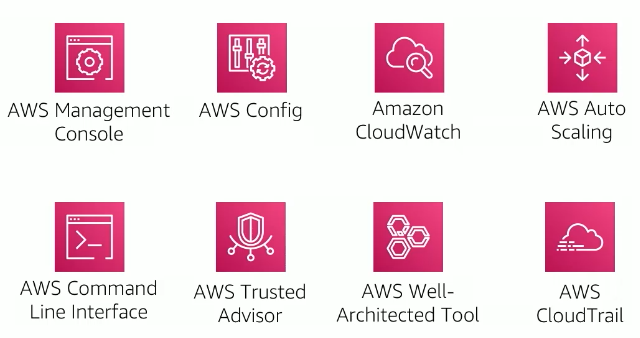 AWS Management
Console
AWS Config
Amazon
CloudWatch
AWS Auto
Scaling
AWS Command
Line Interface
AWS Trusted
Advisor
AWS Well-
Architected Tool
AWS
CloudTrail